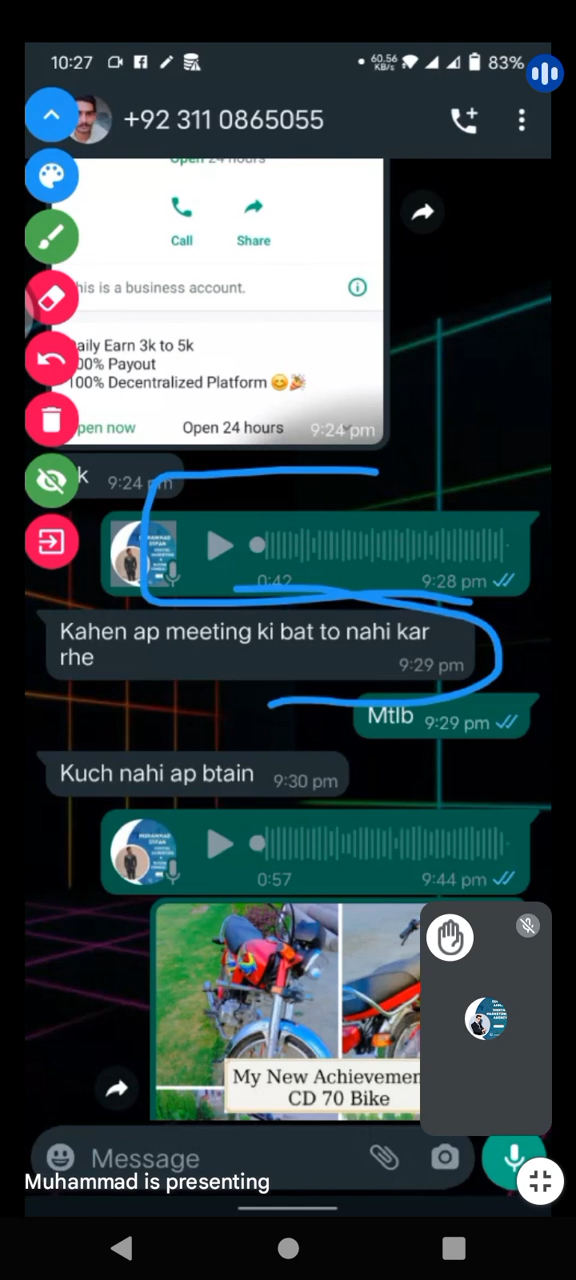 10:27
60.56
KB/s
83%
+92 311 0865055
Open 24 hours
Call Share
his is a business account.
aily Earn 3k to 5k
00% Payout
100% Decentralized Platform 😊🎉
pen now Open 24 hours 9:24 pm
k 9:24 pm
0:42 9:28 pm
Kahen ap meeting ki bat to nahi kar
rhe
9:29 pm
Mtlb 9:29 pm
Kuch nahi ap btain 9:30 pm
0:57 9:44 pm
My New Achievemen
CD 70 Bike
Message
Muhammad is presenting